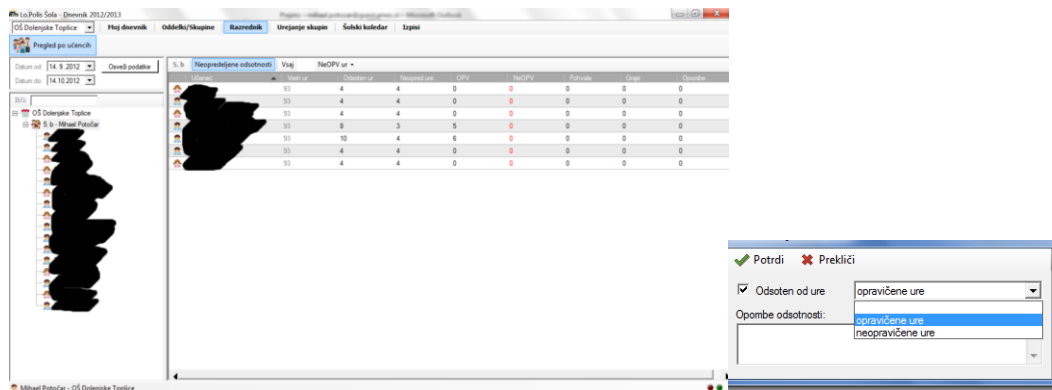 Lo.Polis Šola - Dnevnik 2012/2013
OŠ Dolenjske Toplice Moj dnevnik Oddelki/Skupine Razrednik Urejanje skupin Šolski koledar Izpisi
Pregled po učencih
Datum od: 14. 9 .2012 Osveži podatke
Datum do: 14.10.2012
5. b Neopredeljene odsotnosti Vsaj NeOPV ur
Učenec Vseh ur Odsoten ur Neopred.ure OPV NeOPV Pohvale Graje Opombe
93 4 4 0 0 0 0 0
93 4 4 0 0 0 0 0
93 4 4 0 0 0 0 0
93 8 3 5 0 0 0 0
93 10 4 6 0 0 0 0
93 4 4 0 0 0 0 0
93 4 4 0 0 0 0 0
Išči:
OŠ Dolenjske Toplice
5. b - Mihael Potočar
Mihael Potočar - OŠ Dolenjske Toplice
Potrdi Prekliči
Odsoten od ure opravičene ure
Opombe odsotnosti:
opravičene ure
neopravičene ure